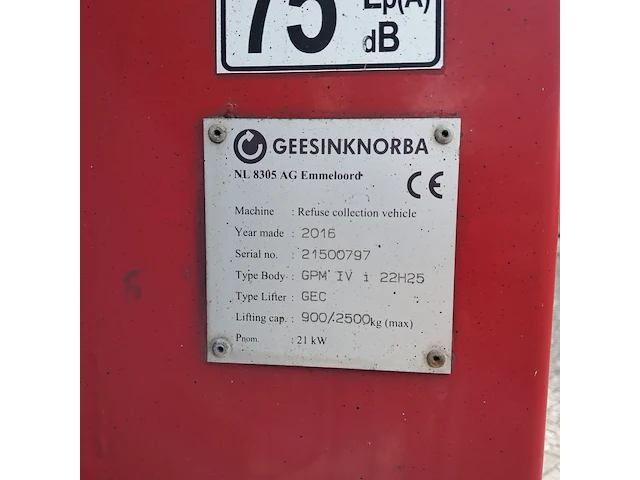 75 Lp(A)
dB
GEESINKNORBA
NL 8305 AG Emmeloord
CE
Machine : Refuse collection vehicle
Year made : 2016
Serial no. : 21500797
Type Body : GPM IV i 22H25
Type Lifter : GEC
Lifting cap. : 900/2500 kg (max)
Pnom. : 21 kW